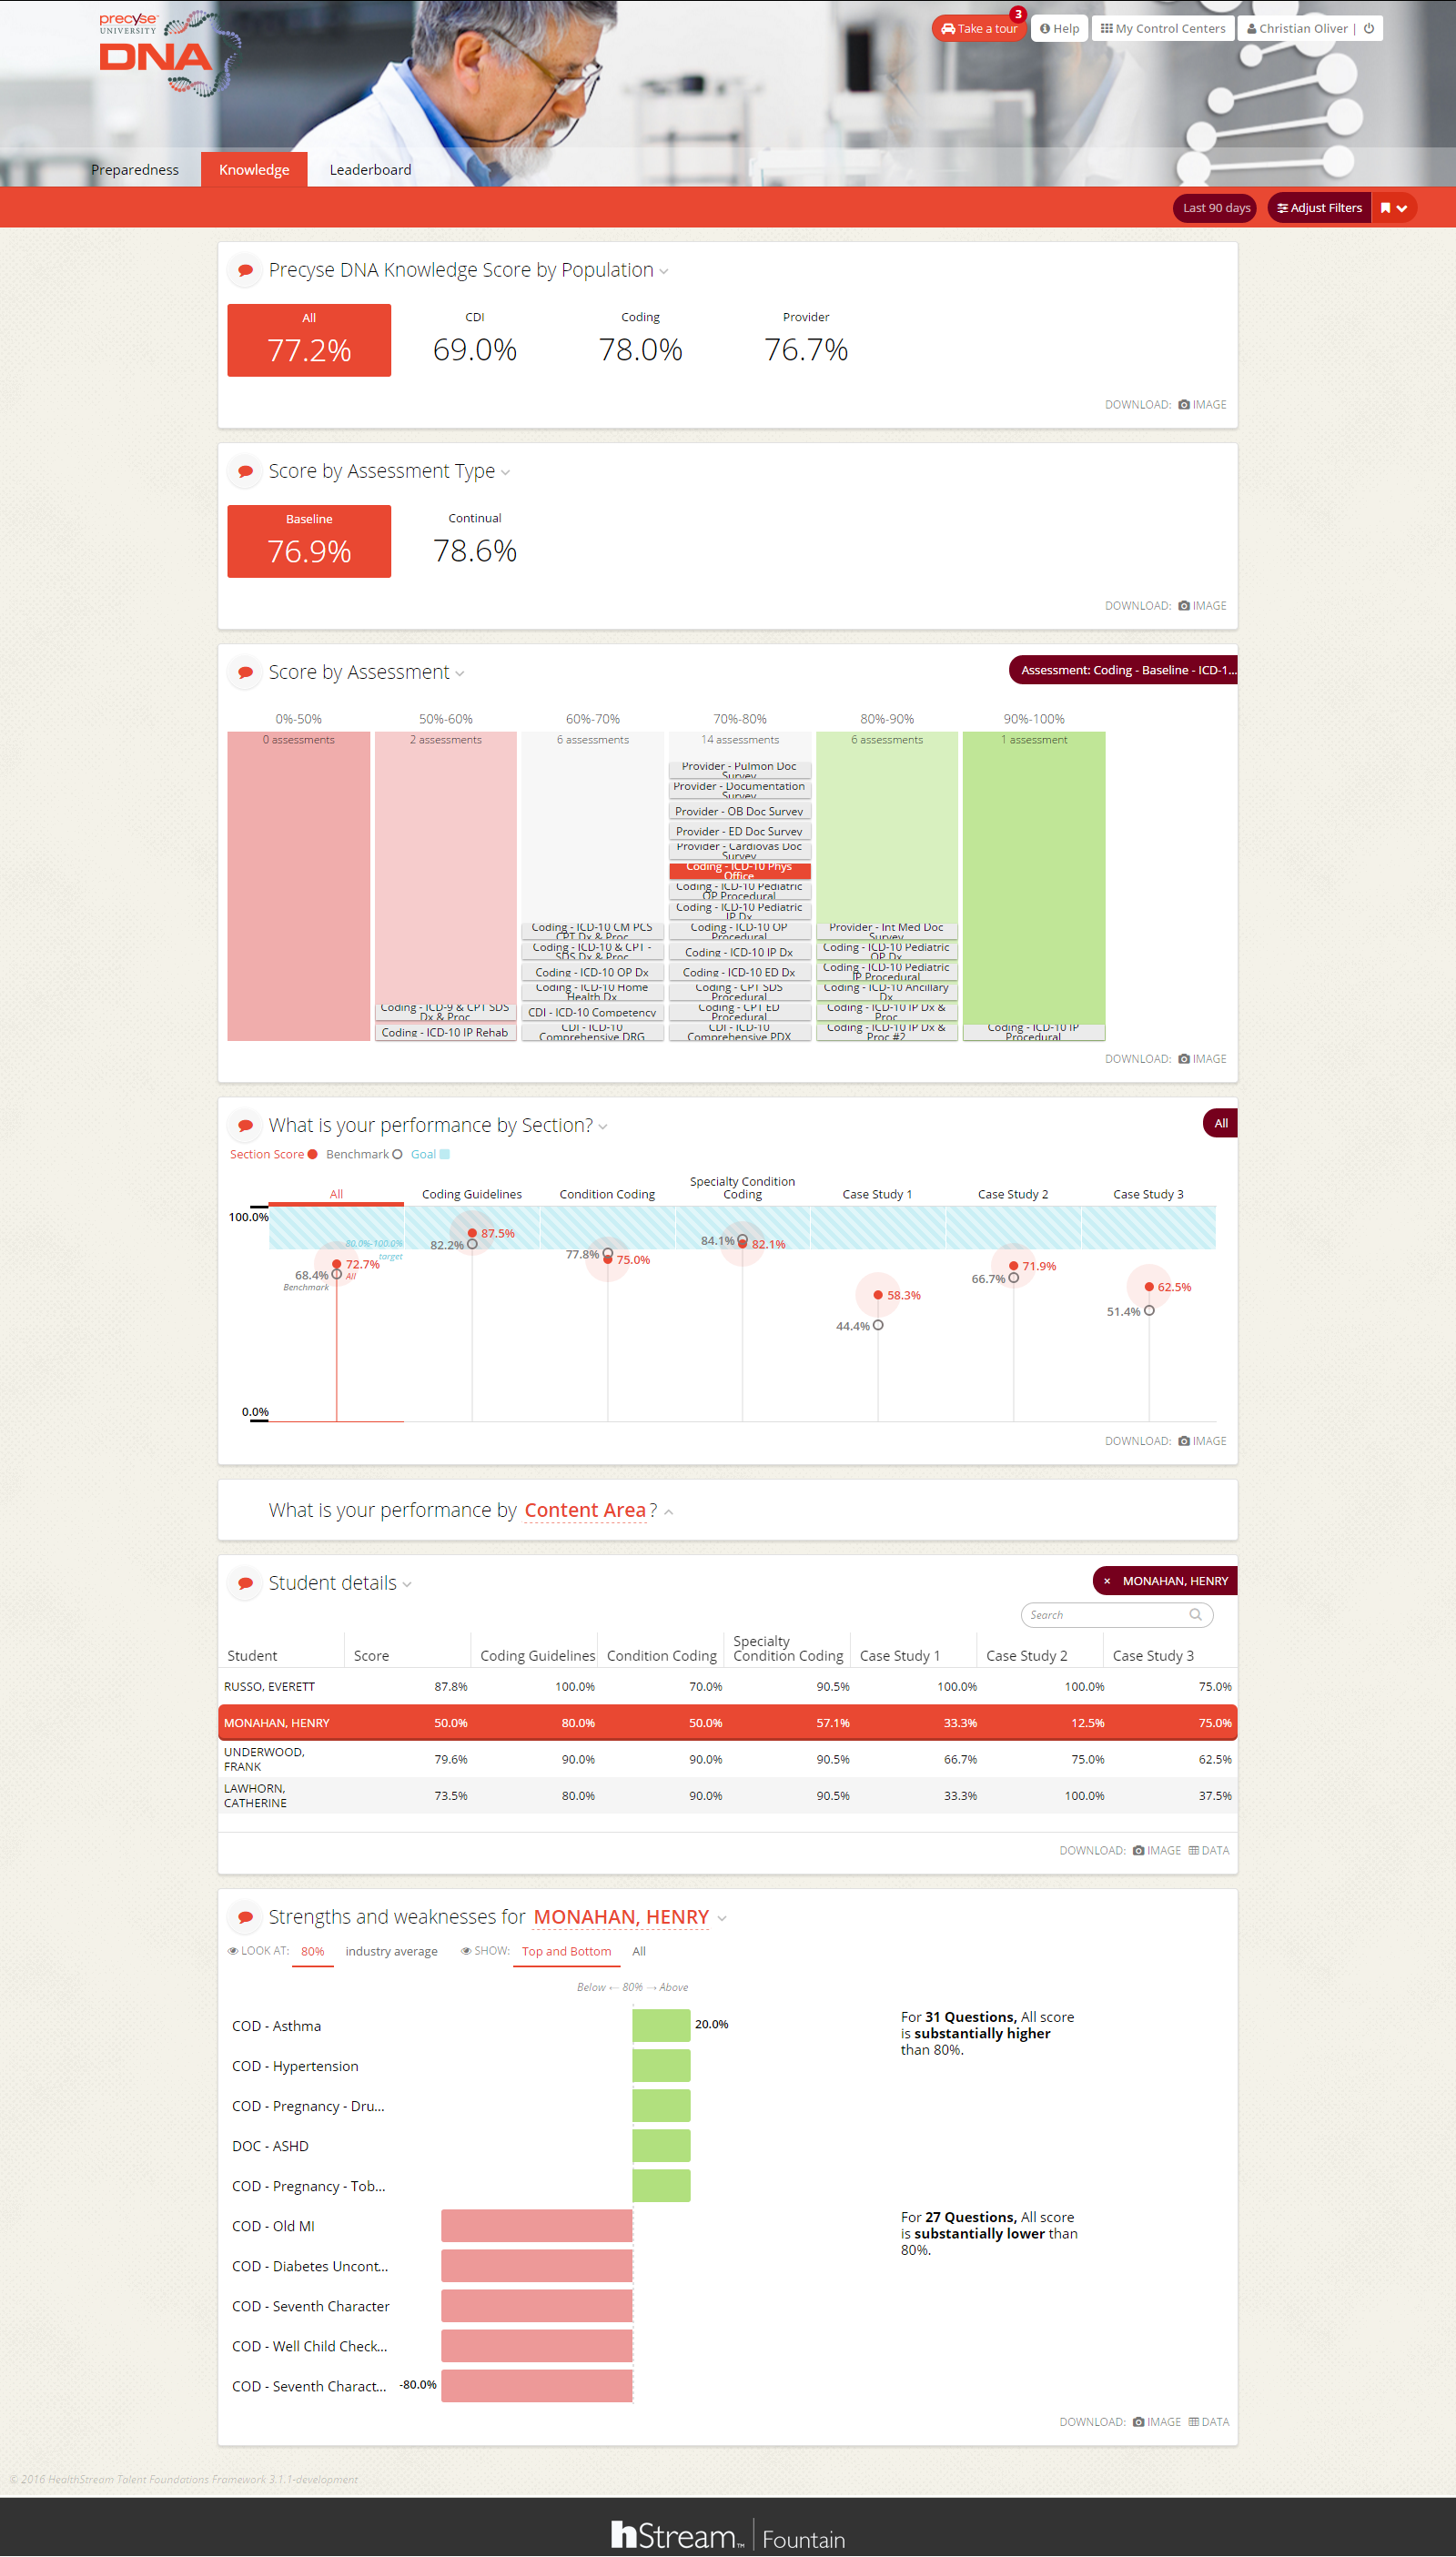 precyse
UNIVERSITY
DNA
Take a tour
3
Help
My Control Centers
Christian Oliver |
Preparedness
Knowledge
Leaderboard
Last 90 days
Adjust Filters
Precyse DNA Knowledge Score by Population
All
CDI
Coding
Provider
77.2%
69.0%
78.0%
76.7%
DOWNLOAD: IMAGE
Score by Assessment Type
Baseline
Continual
76.9%
78.6%
DOWNLOAD: IMAGE
Score by Assessment
Assessment: Coding - Baseline - ICD-1...
0%-50%
50%-60%
60%-70%
70%-80%
80%-90%
90%-100%
0 assessments
2 assessments
6 assessments
14 assessments
6 assessments
1 assessment
Coding - ICD-9 & CPT SDS
Dx & Proc
Coding - ICD-10 IP Rehab
Coding - ICD-10 CM PCS
CPT Dx & Proc
Coding - ICD-10 & CPT -
SDS Dx & Proc
Coding - ICD-10 OP Dx
Coding - ICD-10 Home
Health Dx
CDI - ICD-10 Competency
CDI - ICD-10
Comprehensive DRG
Provider - Pulmon Doc
Survey
Provider - Documentation
Survey
Provider - OB Doc Survey
Provider - ED Doc Survey
Provider - Cardiovas Doc
Survey
Coding - ICD-10 Phys
Office
Coding - ICD-10 Pediatric
OP Procedural
Coding - ICD-10 Pediatric
IP Dx
Coding - ICD-10 OP
Procedural
Coding - ICD-10 IP Dx
Coding - ICD-10 ED Dx
Coding - CPT SDS
Procedural
Coding - CPT ED
Procedural
CDI - ICD-10
Comprehensive PDX
Provider - Int Med Doc
Survey
Coding - ICD-10 Pediatric
OP Dx
Coding - ICD-10 Pediatric
IP Procedural
Coding - ICD-10 Ancillary
Dx
Coding - ICD-10 IP Dx &
Proc
Coding - ICD-10 IP Dx &
Proc #2
Coding - ICD-10 IP
Procedural
DOWNLOAD: IMAGE
What is your performance by Section?
All
Section Score
Benchmark
Goal
All
Coding Guidelines
Condition Coding
Specialty Condition
Coding
Case Study 1
Case Study 2
Case Study 3
100.0%
80.0%-100.0%
target
72.7%
All
68.4%
Benchmark
87.5%
82.2%
77.8%
75.0%
84.1%
82.1%
58.3%
44.4%
71.9%
66.7%
62.5%
51.4%
0.0%
DOWNLOAD: IMAGE
What is your performance by Content Area ?
Student details
× MONAHAN, HENRY
Search
Student
Score
Coding Guidelines
Condition Coding
Specialty
Condition Coding
Case Study 1
Case Study 2
Case Study 3
RUSSO, EVERETT 87.8% 100.0% 70.0% 90.5% 100.0% 100.0% 75.0%
MONAHAN, HENRY 50.0% 80.0% 50.0% 57.1% 33.3% 12.5% 75.0%
UNDERWOOD,
FRANK
79.6% 90.0% 90.0% 90.5% 66.7% 75.0% 62.5%
LAWHORN,
CATHERINE
73.5% 80.0% 90.0% 90.5% 33.3% 100.0% 37.5%
DOWNLOAD: IMAGE DATA
Strengths and weaknesses for MONAHAN, HENRY
LOOK AT: 80% industry average SHOW: Top and Bottom All
Below ← 80% → Above
COD - Asthma
20.0%
COD - Hypertension
COD - Pregnancy - Dru...
DOC - ASHD
COD - Pregnancy - Tob...
COD - Old MI
COD - Diabetes Uncont...
COD - Seventh Character
COD - Well Child Check...
COD - Seventh Charact...
-80.0%
For 31 Questions, All score
is substantially higher
than 80%.
For 27 Questions, All score
is substantially lower than
80%.
DOWNLOAD: IMAGE DATA
© 2016 HealthStream Talent Foundations Framework 3.1.1-development
hStream™ | Fountain